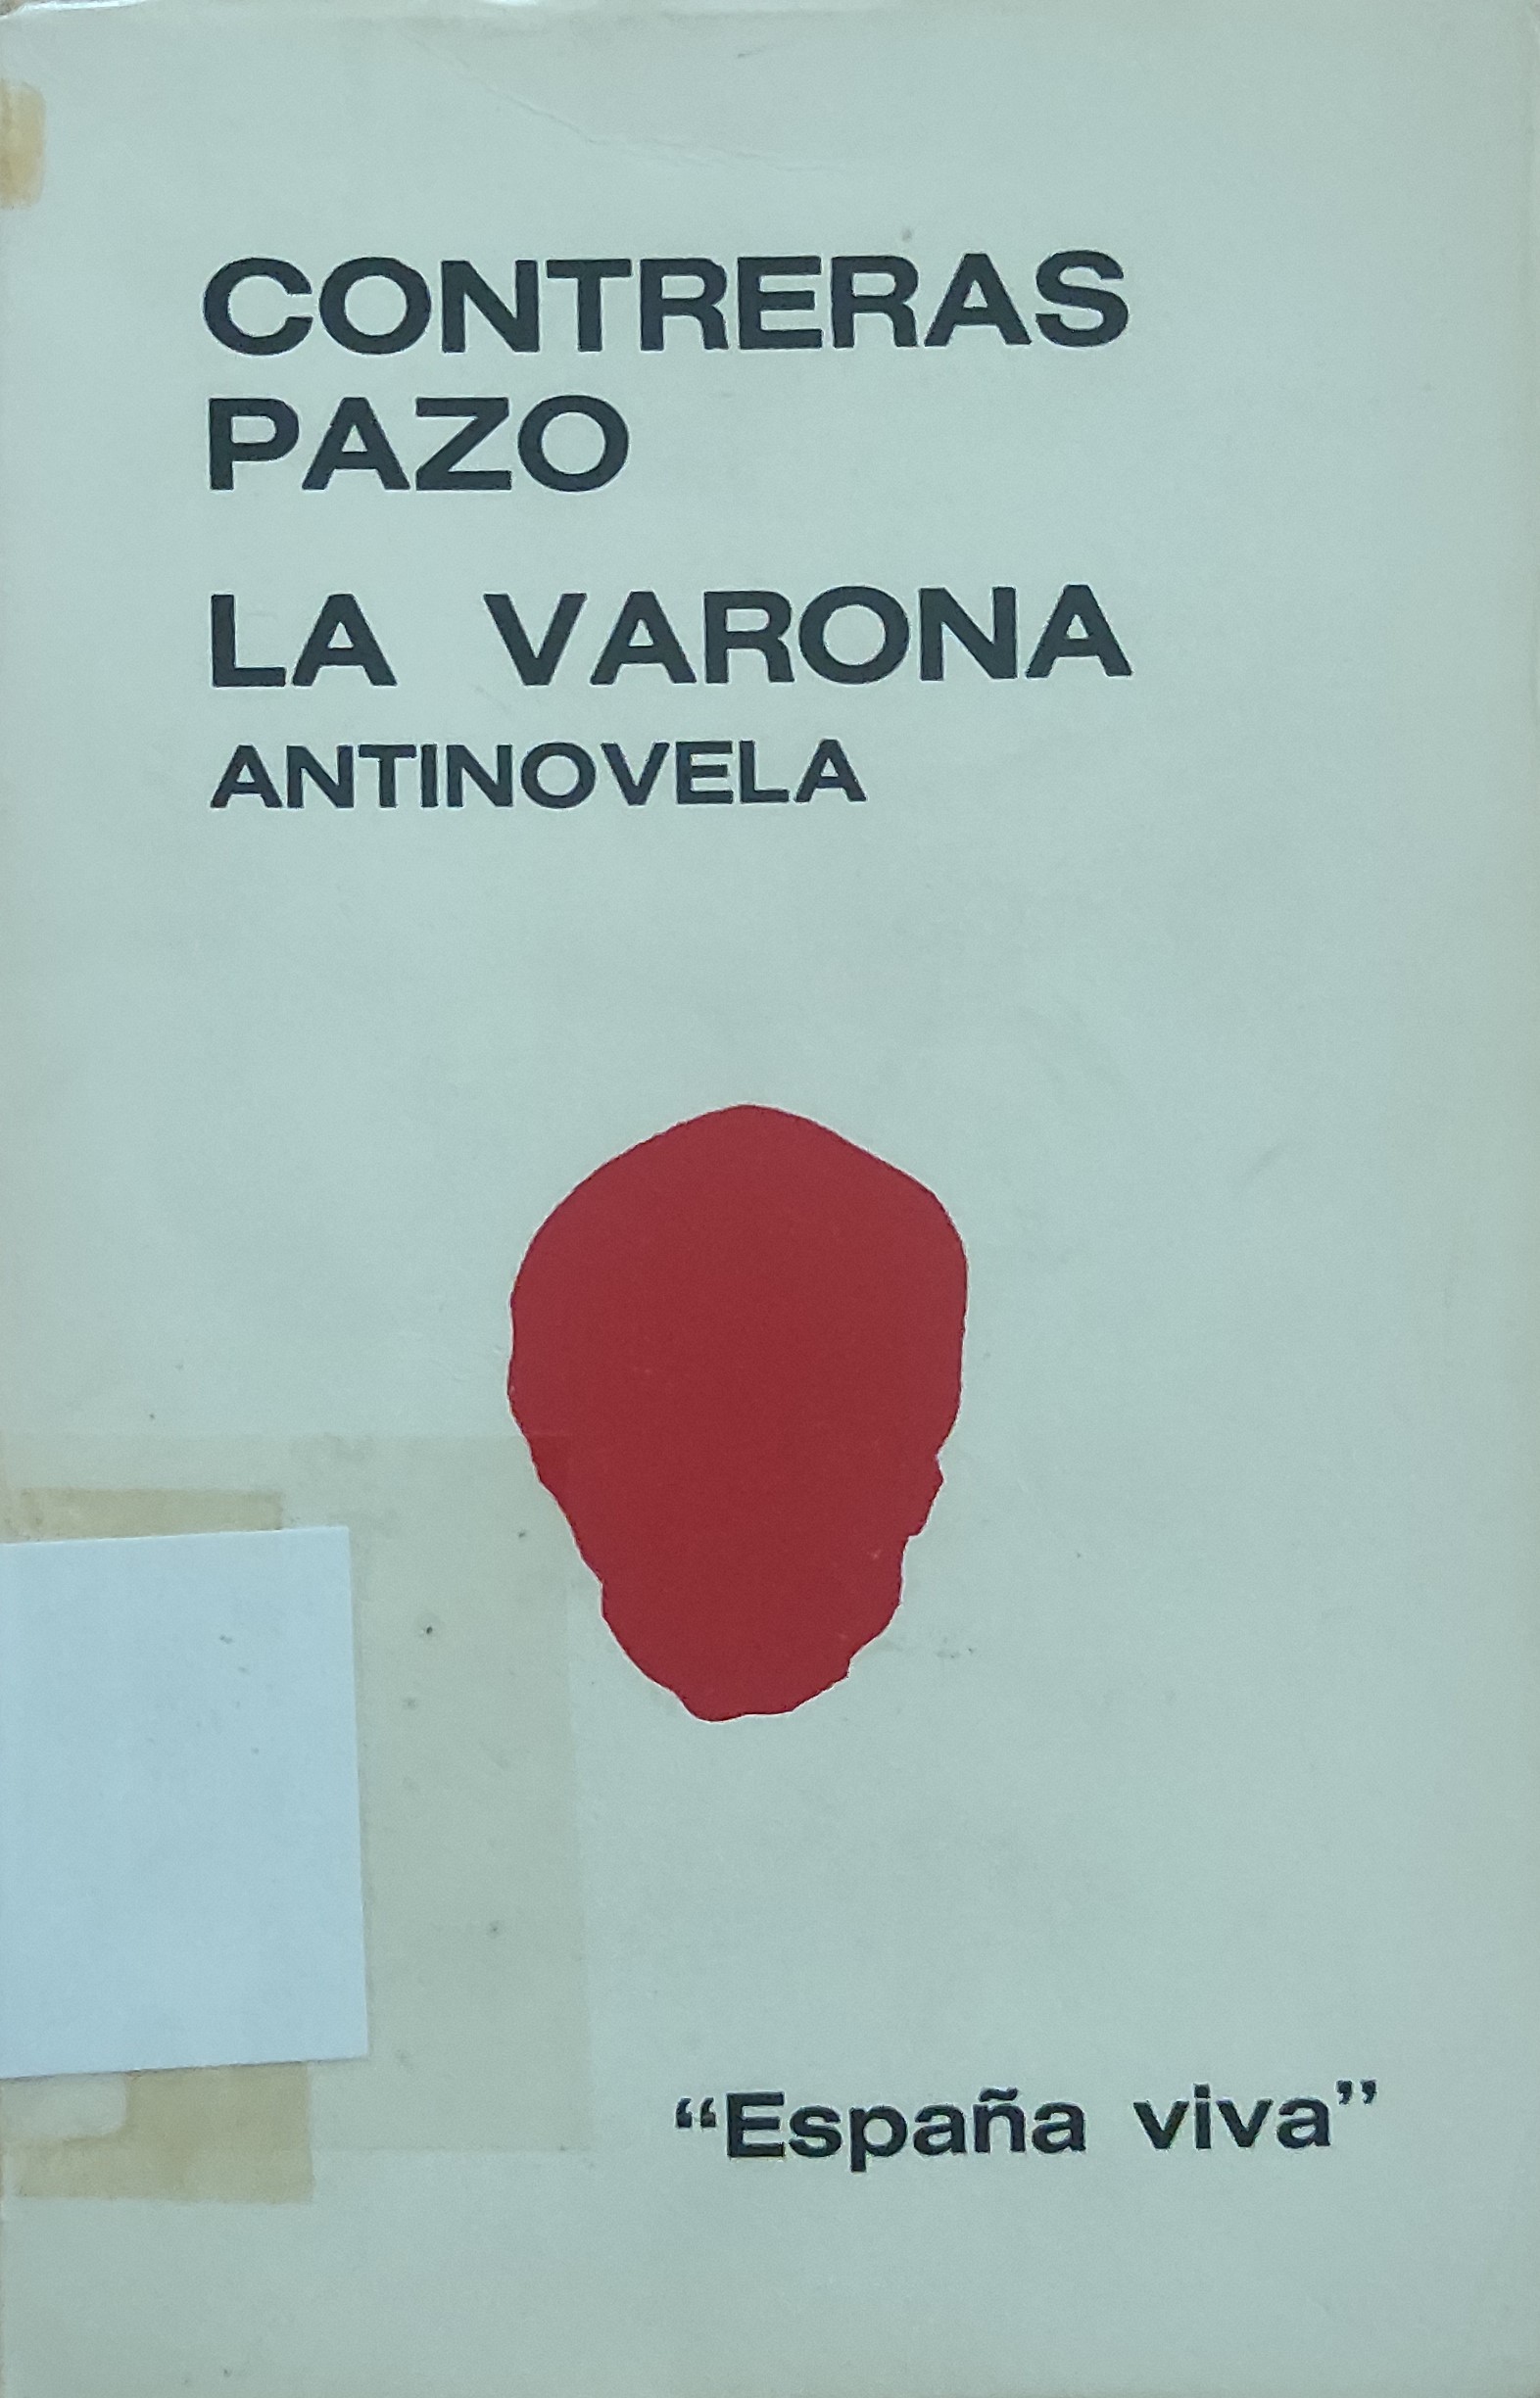 CONTRERAS
PAZO
LA VARONA
ANTINOVELA
“España viva”